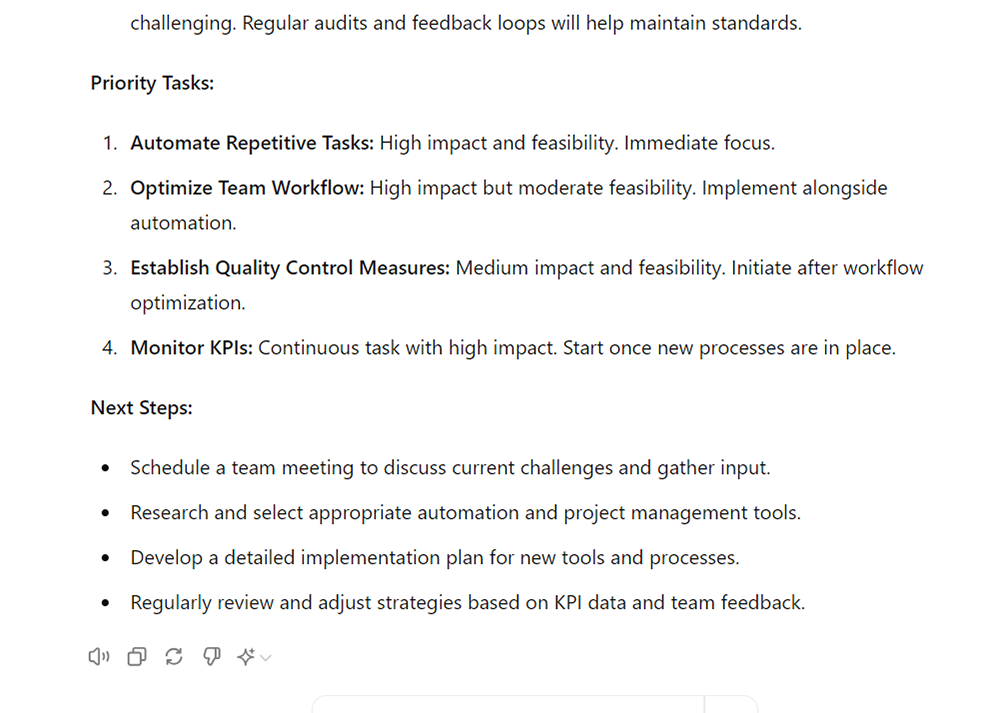 challenging. Regular audits and feedback loops will help maintain standards.
Priority Tasks:
1. Automate Repetitive Tasks: High impact and feasibility. Immediate focus.
2. Optimize Team Workflow: High impact but moderate feasibility. Implement alongside
automation.
3. Establish Quality Control Measures: Medium impact and feasibility. Initiate after workflow
optimization.
4. Monitor KPIs: Continuous task with high impact. Start once new processes are in place.
Next Steps:
• Schedule a team meeting to discuss current challenges and gather input.
• Research and select appropriate automation and project management tools.
• Develop a detailed implementation plan for new tools and processes.
• Regularly review and adjust strategies based on KPI data and team feedback.